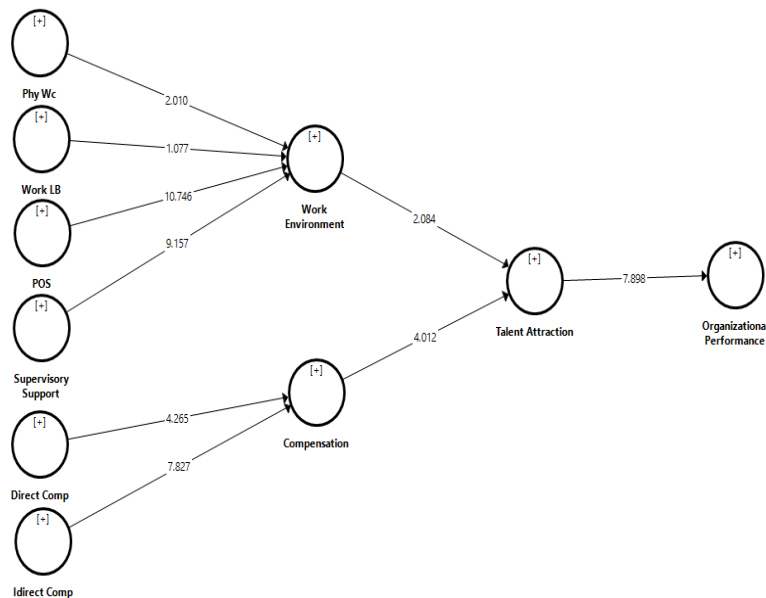 [+]
Phy Wc
[+]
Work LB
[+]
POS
[+]
Supervisory
Support
[+]
Direct Comp
[+]
Idirect Comp
2.010
1.077
10.746
9.157
4.265
7.827
[+]
Work
Environment
[+]
Compensation
2.084
4.012
[+]
Talent Attraction
7.898
[+]
Organizationa
Performance